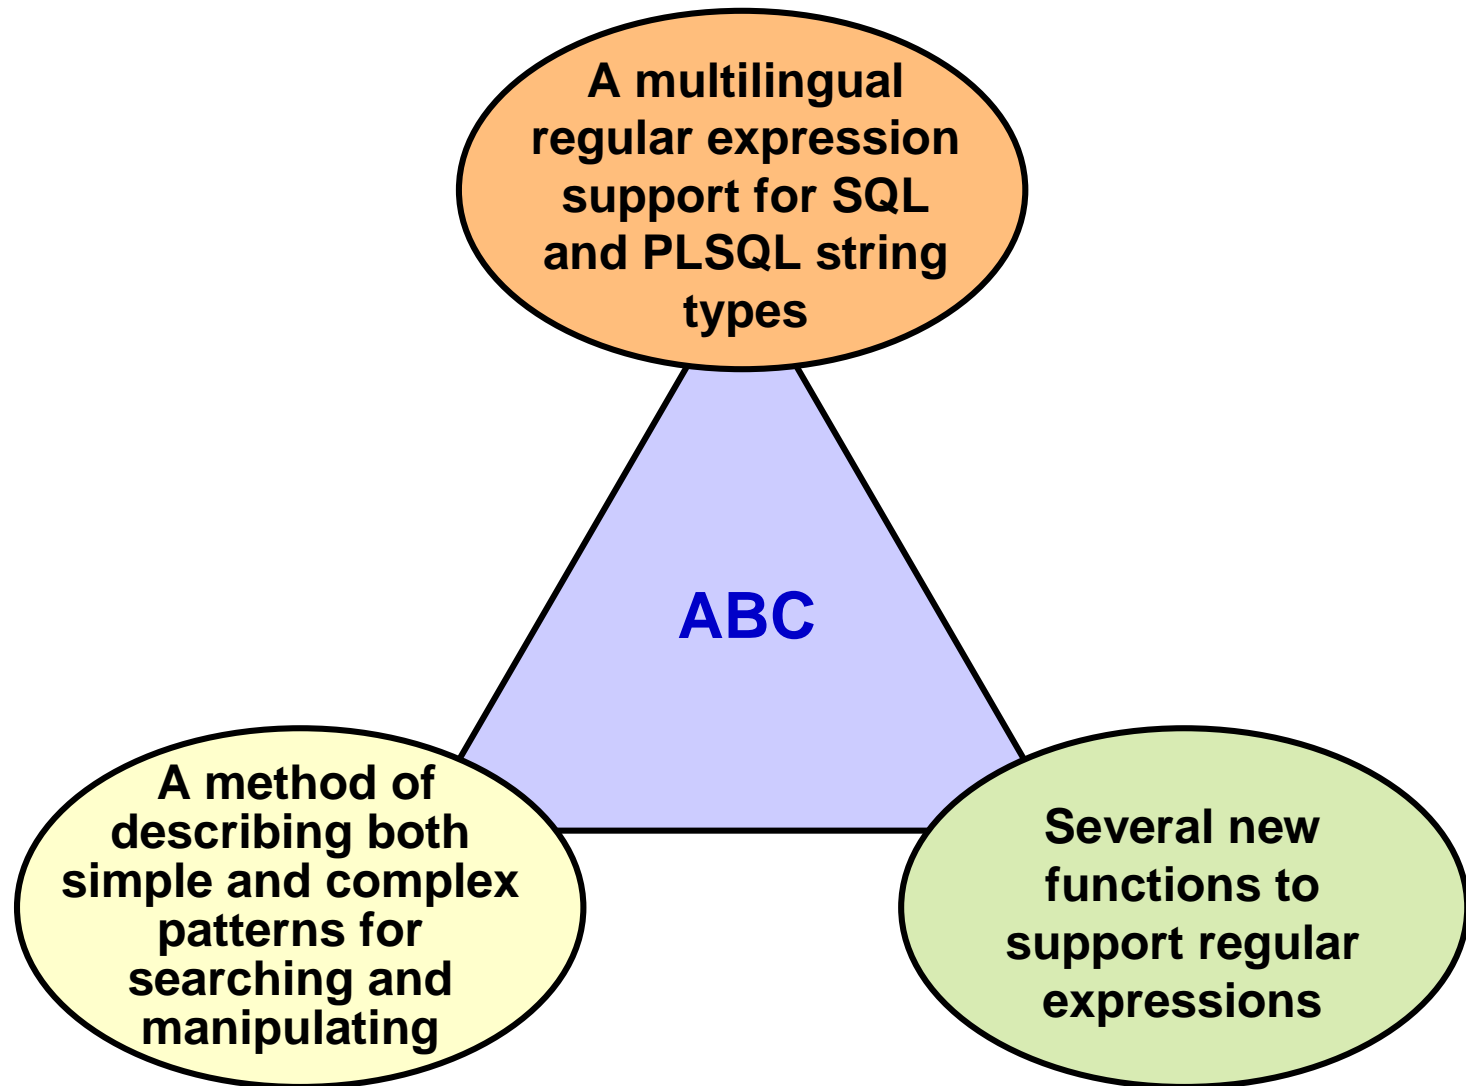 A multilingual
regular expression
support for SQL
and PLSQL string
types
ABC
A method of
describing both
simple and complex
patterns for
searching and
manipulating
Several new
functions to
support regular
expressions